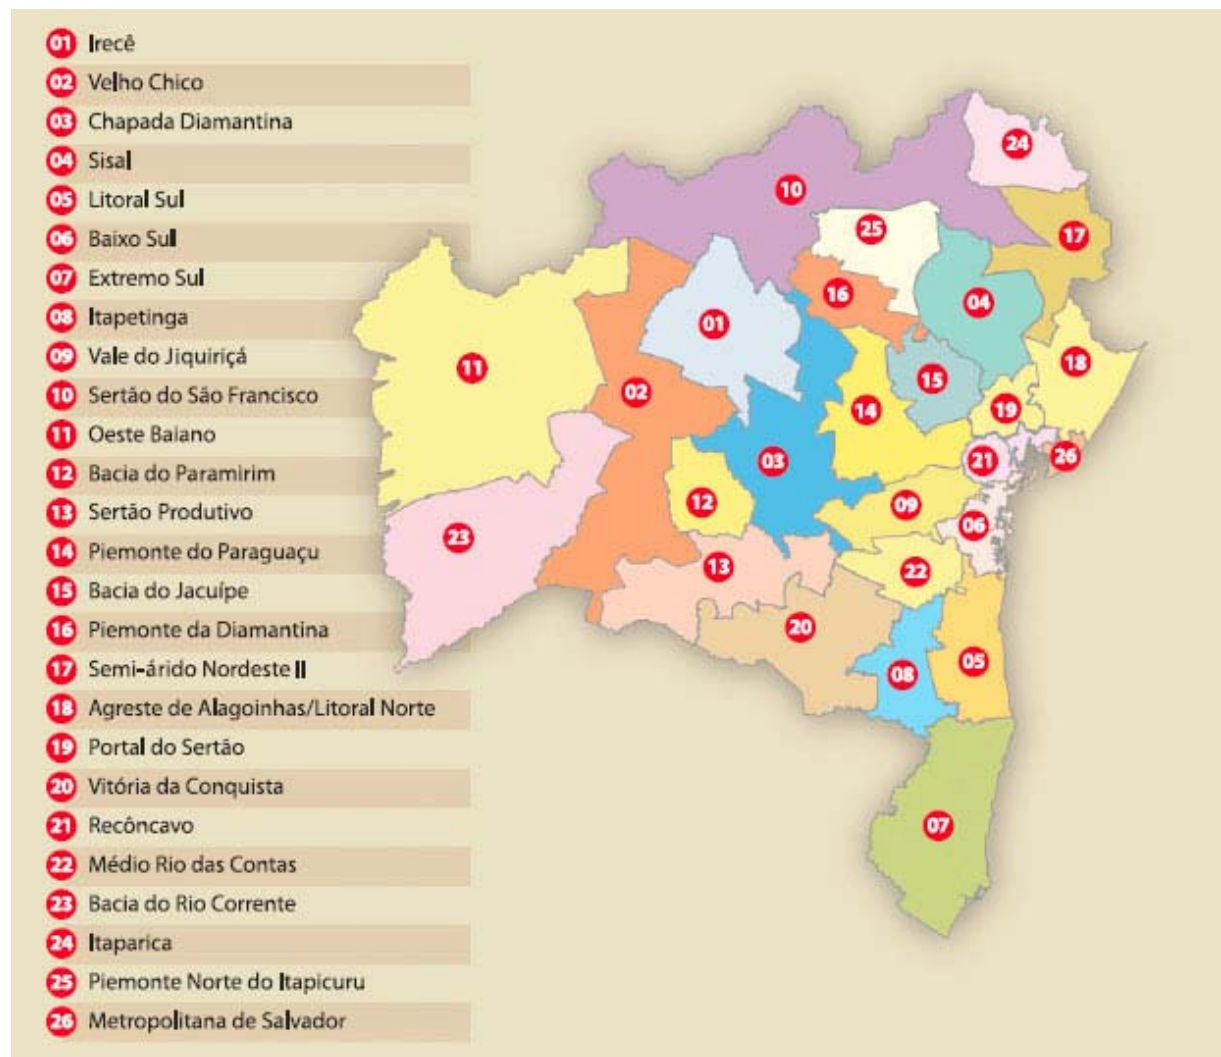 01 Irecê
02 Velho Chico
03 Chapada Diamantina
04 Sisal
05 Litoral Sul
06 Baixo Sul
07 Extremo Sul
08 Itapetinga
09 Vale do Jiquiriçá
10 Sertão do São Francisco
11 Oeste Baiano
12 Bacia do Paramirim
13 Sertão Produtivo
14 Piemonte do Paraguaçu
15 Bacia do Jacuípe
16 Piemonte da Diamantina
17 Semi-árido Nordeste II
18 Agreste de Alagoinhas/Litoral Norte
19 Portal do Sertão
20 Vitória da Conquista
21 Recôncavo
22 Médio Rio das Contas
23 Bacia do Rio Corrente
24 Itaparica
25 Piemonte Norte do Itapicuru
26 Metropolitana de Salvador
24
10
25
17
16
04
01
18
11
15
02
14
19
26
03
21
12
09
06
23
13
22
20
05
08
07